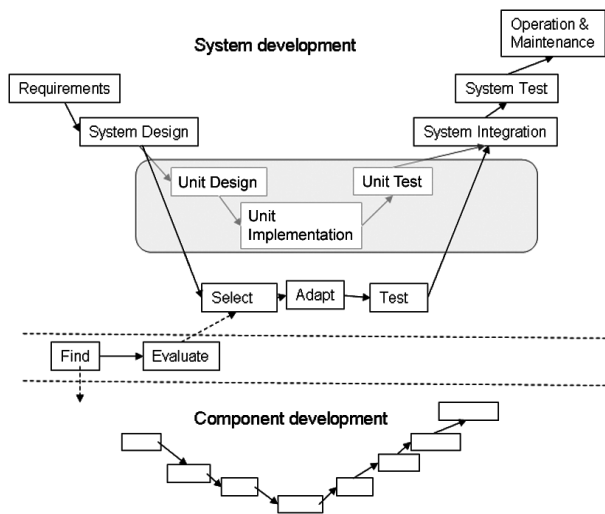 System development
Operation &
Maintenance
Requirements
System Test
System Design
System Integration
Unit Design
Unit Test
Unit
Implementation
Select
Adapt
Test
Find
Evaluate
Component development